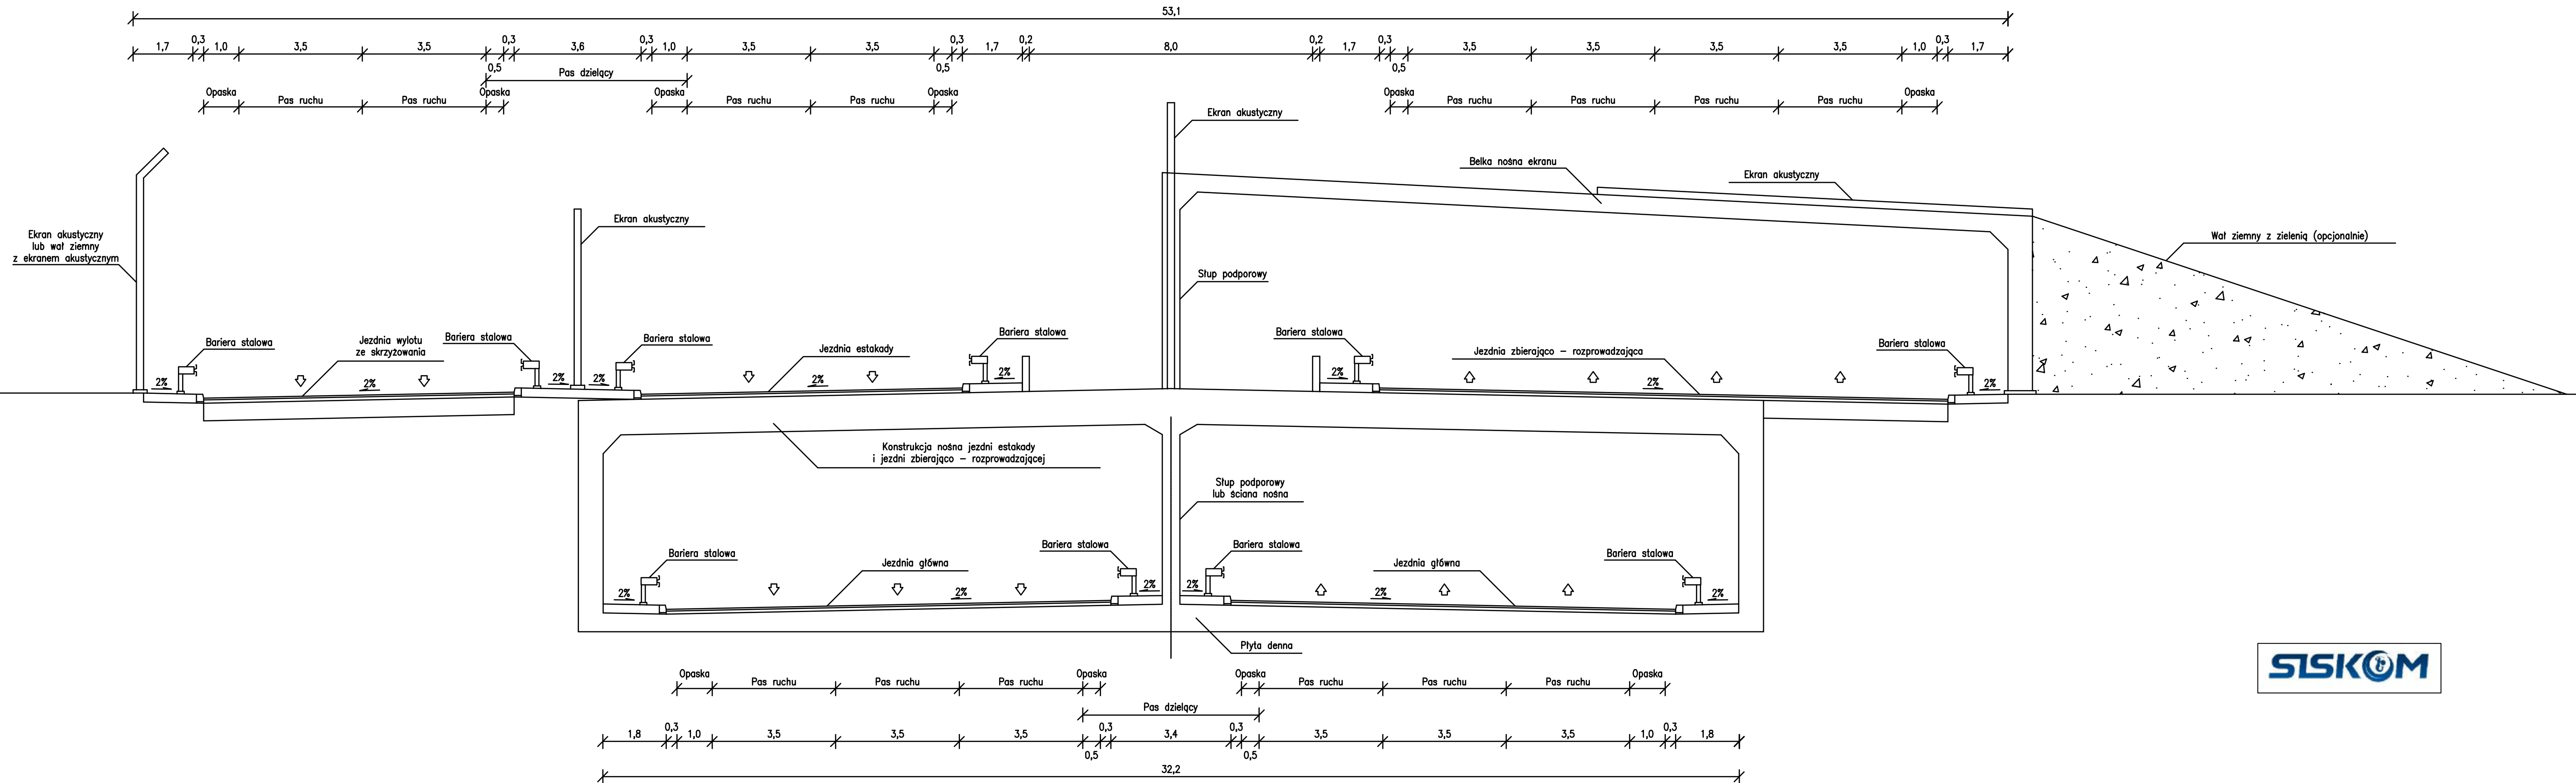 53,1
1,7 0,3 1,0 3,5 3,5 0,3 3,6 0,3 1,0 3,5 3,5 0,3 1,7 0,2 8,0 0,2 1,7 0,3 3,5 3,5 3,5 3,5 1,0 0,3 1,7
0,5 Pas dzielący 0,5 0,5
Opaska Pas ruchu Pas ruchu Opaska Opaska Pas ruchu Pas ruchu Opaska Opaska Pas ruchu Pas ruchu Pas ruchu Pas ruchu Opaska
Ekran akustyczny
Belka nośna ekranu
Ekran akustyczny
Ekran akustyczny
Ekran akustyczny
lub wał ziemny
z ekranem akustycznym
Wał ziemny z zielenią (opcjonalnie)
Słup podporowy
Bariera stalowa
Jezdnia wylotu
ze skrzyżowania
Bariera stalowa
Bariera stalowa
Jezdnia estakady
Bariera stalowa
Bariera stalowa
Jezdnia zbierająco – rozprowadzająca
Bariera stalowa
2% 2% 2% 2% 2% 2% 2% 2% 2%
Konstrukcja nośna jezdni estakady
i jezdni zbierająco – rozprowadzającej
Słup podporowy
lub ściana nośna
Bariera stalowa
Jezdnia główna
Bariera stalowa
Bariera stalowa
Jezdnia główna
Bariera stalowa
2% 2% 2% 2% 2% 2%
Płyta denna
SISKOM
Opaska Pas ruchu Pas ruchu Pas ruchu Opaska Opaska Pas ruchu Pas ruchu Pas ruchu Opaska
Pas dzielący
1,8 0,3 1,0 3,5 3,5 3,5 0,3 3,4 0,3 3,5 3,5 3,5 1,0 0,3 1,8
0,5 0,5
32,2